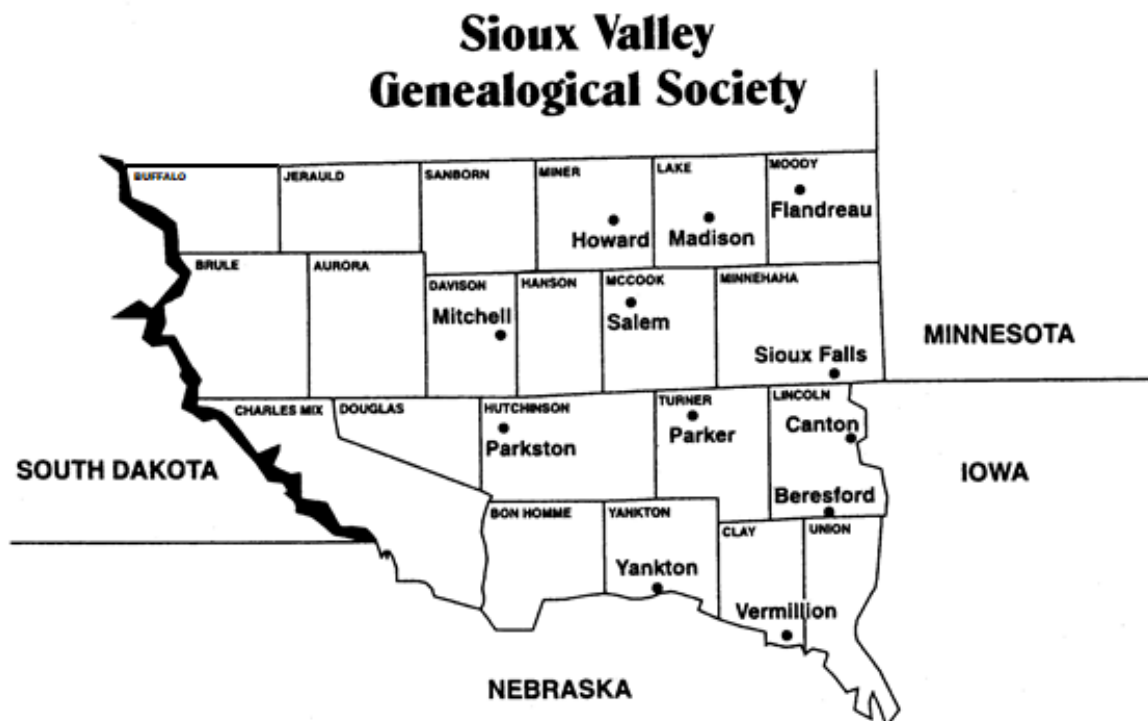 Sioux Valley
Genealogical Society
BUFFALO
JERAULD
SANBORN
MINER
LAKE
MOODY
Howard
Madison
Flandreau
BRULE
AURORA
DAVISON
HANSON
MCCOOK
MINNEHAHA
Mitchell
Salem
Sioux Falls
MINNESOTA
CHARLES MIX
DOUGLAS
HUTCHINSON
TURNER
LINCOLN
Parkston
Parker
Canton
SOUTH DAKOTA
IOWA
Beresford
BON HOMME
YANKTON
CLAY
UNION
Yankton
Vermillion
NEBRASKA